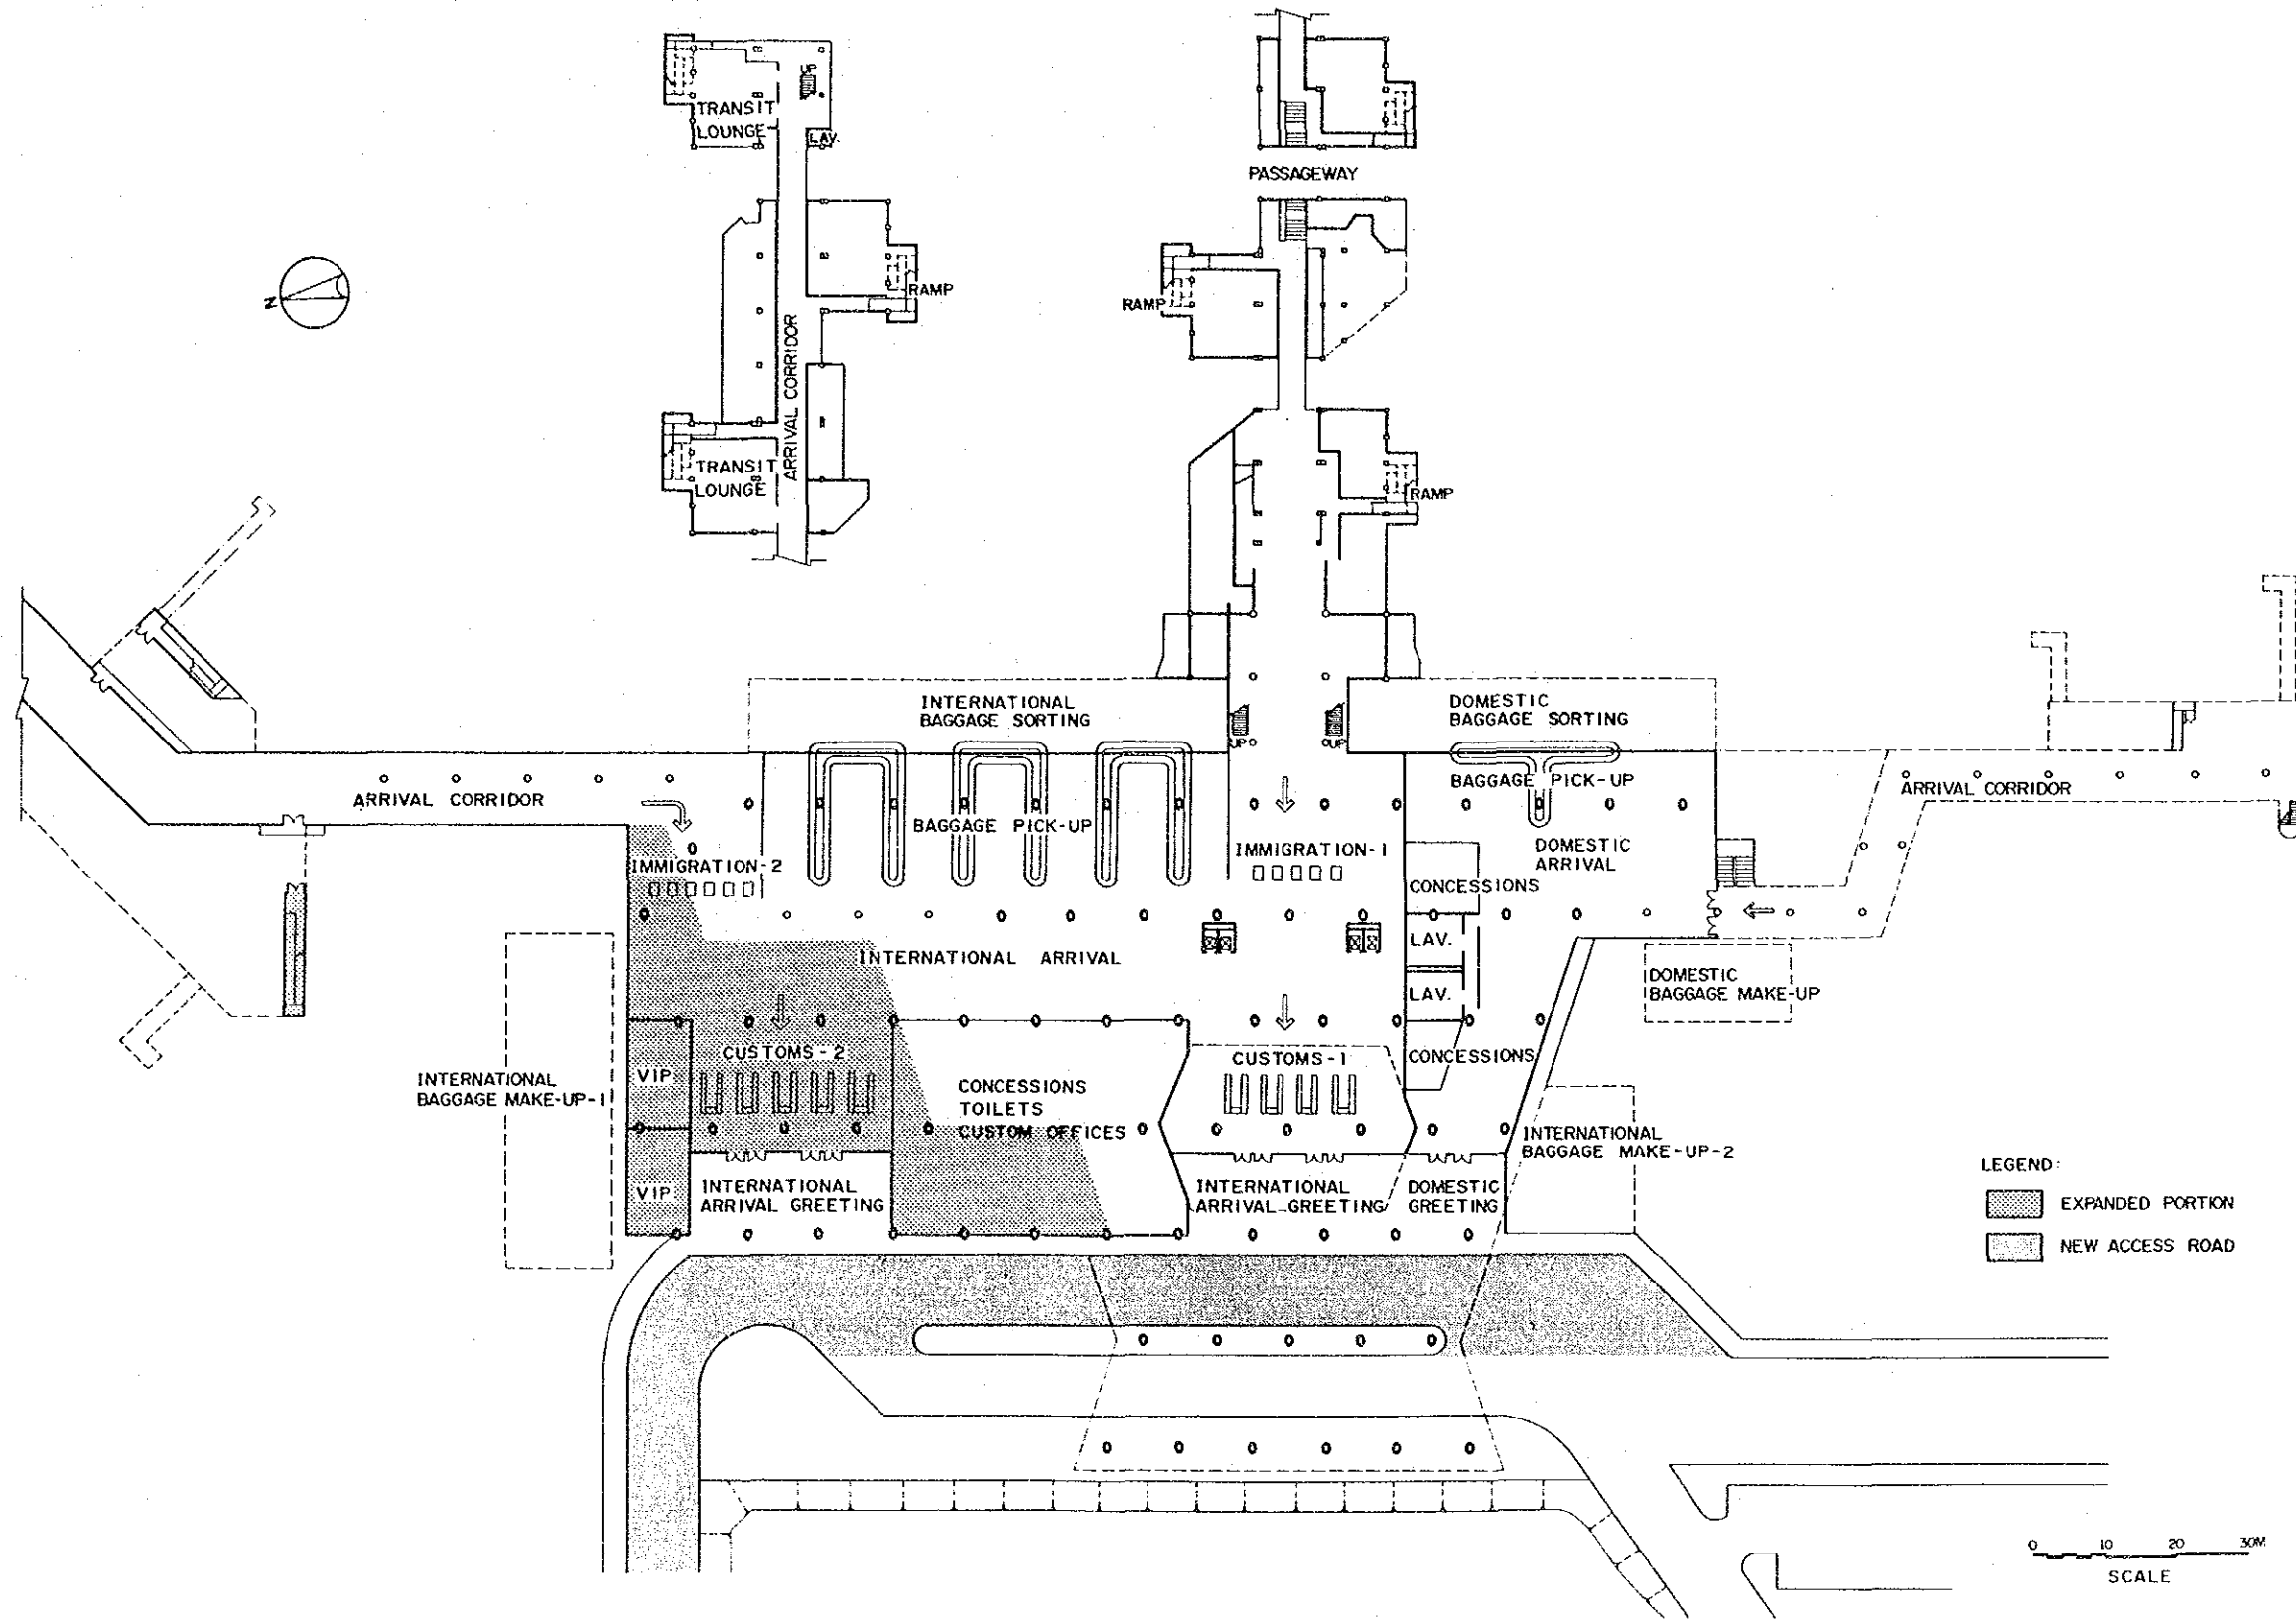 UP
TRANSIT
LOUNGE
LAV.
PASSAGEWAY
N
RAMP
RAMP
ARRIVAL CORRIDOR
TRANSIT
LOUNGE
RAMP
INTERNATIONAL
BAGGAGE SORTING
DOMESTIC
BAGGAGE SORTING
UP
UP
ARRIVAL CORRIDOR
BAGGAGE PICK-UP
BAGGAGE PICK-UP
ARRIVAL CORRIDOR
IMMIGRATION-2
IMMIGRATION-1
DOMESTIC
ARRIVAL
CONCESSIONS
INTERNATIONAL ARRIVAL
LAV.
LAV.
DOMESTIC
BAGGAGE MAKE-UP
CUSTOMS-2
CUSTOMS-1
CONCESSIONS
INTERNATIONAL
BAGGAGE MAKE-UP-1
VIP
CONCESSIONS
TOILETS
CUSTOM OFFICES
INTERNATIONAL
BAGGAGE MAKE-UP-2
VIP
INTERNATIONAL
ARRIVAL GREETING
INTERNATIONAL
ARRIVAL GREETING
DOMESTIC
GREETING
LEGEND:
EXPANDED PORTION
NEW ACCESS ROAD
0 10 20 30M
SCALE